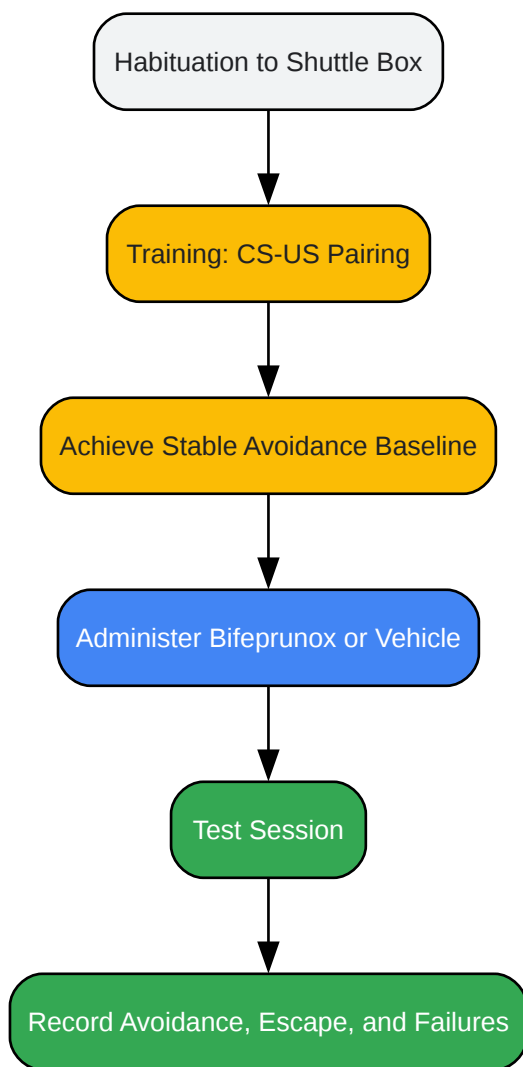 Habituation to Shuttle Box
Training: CS-US Pairing
Achieve Stable Avoidance Baseline
Administer Bifeprunox or Vehicle
Test Session
Record Avoidance, Escape, and Failures